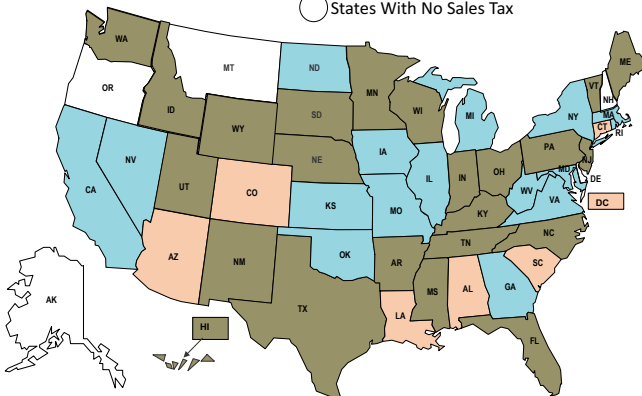 States With No Sales Tax
WA
MT
ND
MN
ME
VT
NH
OR
ID
WY
SD
WI
MI
NY
MA
CT
RI
NV
UT
CO
NE
IA
IL
IN
OH
PA
NJ
MD
DE
DC
CA
KS
MO
KY
WV
VA
AZ
NM
OK
AR
TN
NC
SC
TX
LA
MS
AL
GA
FL
AK
HI